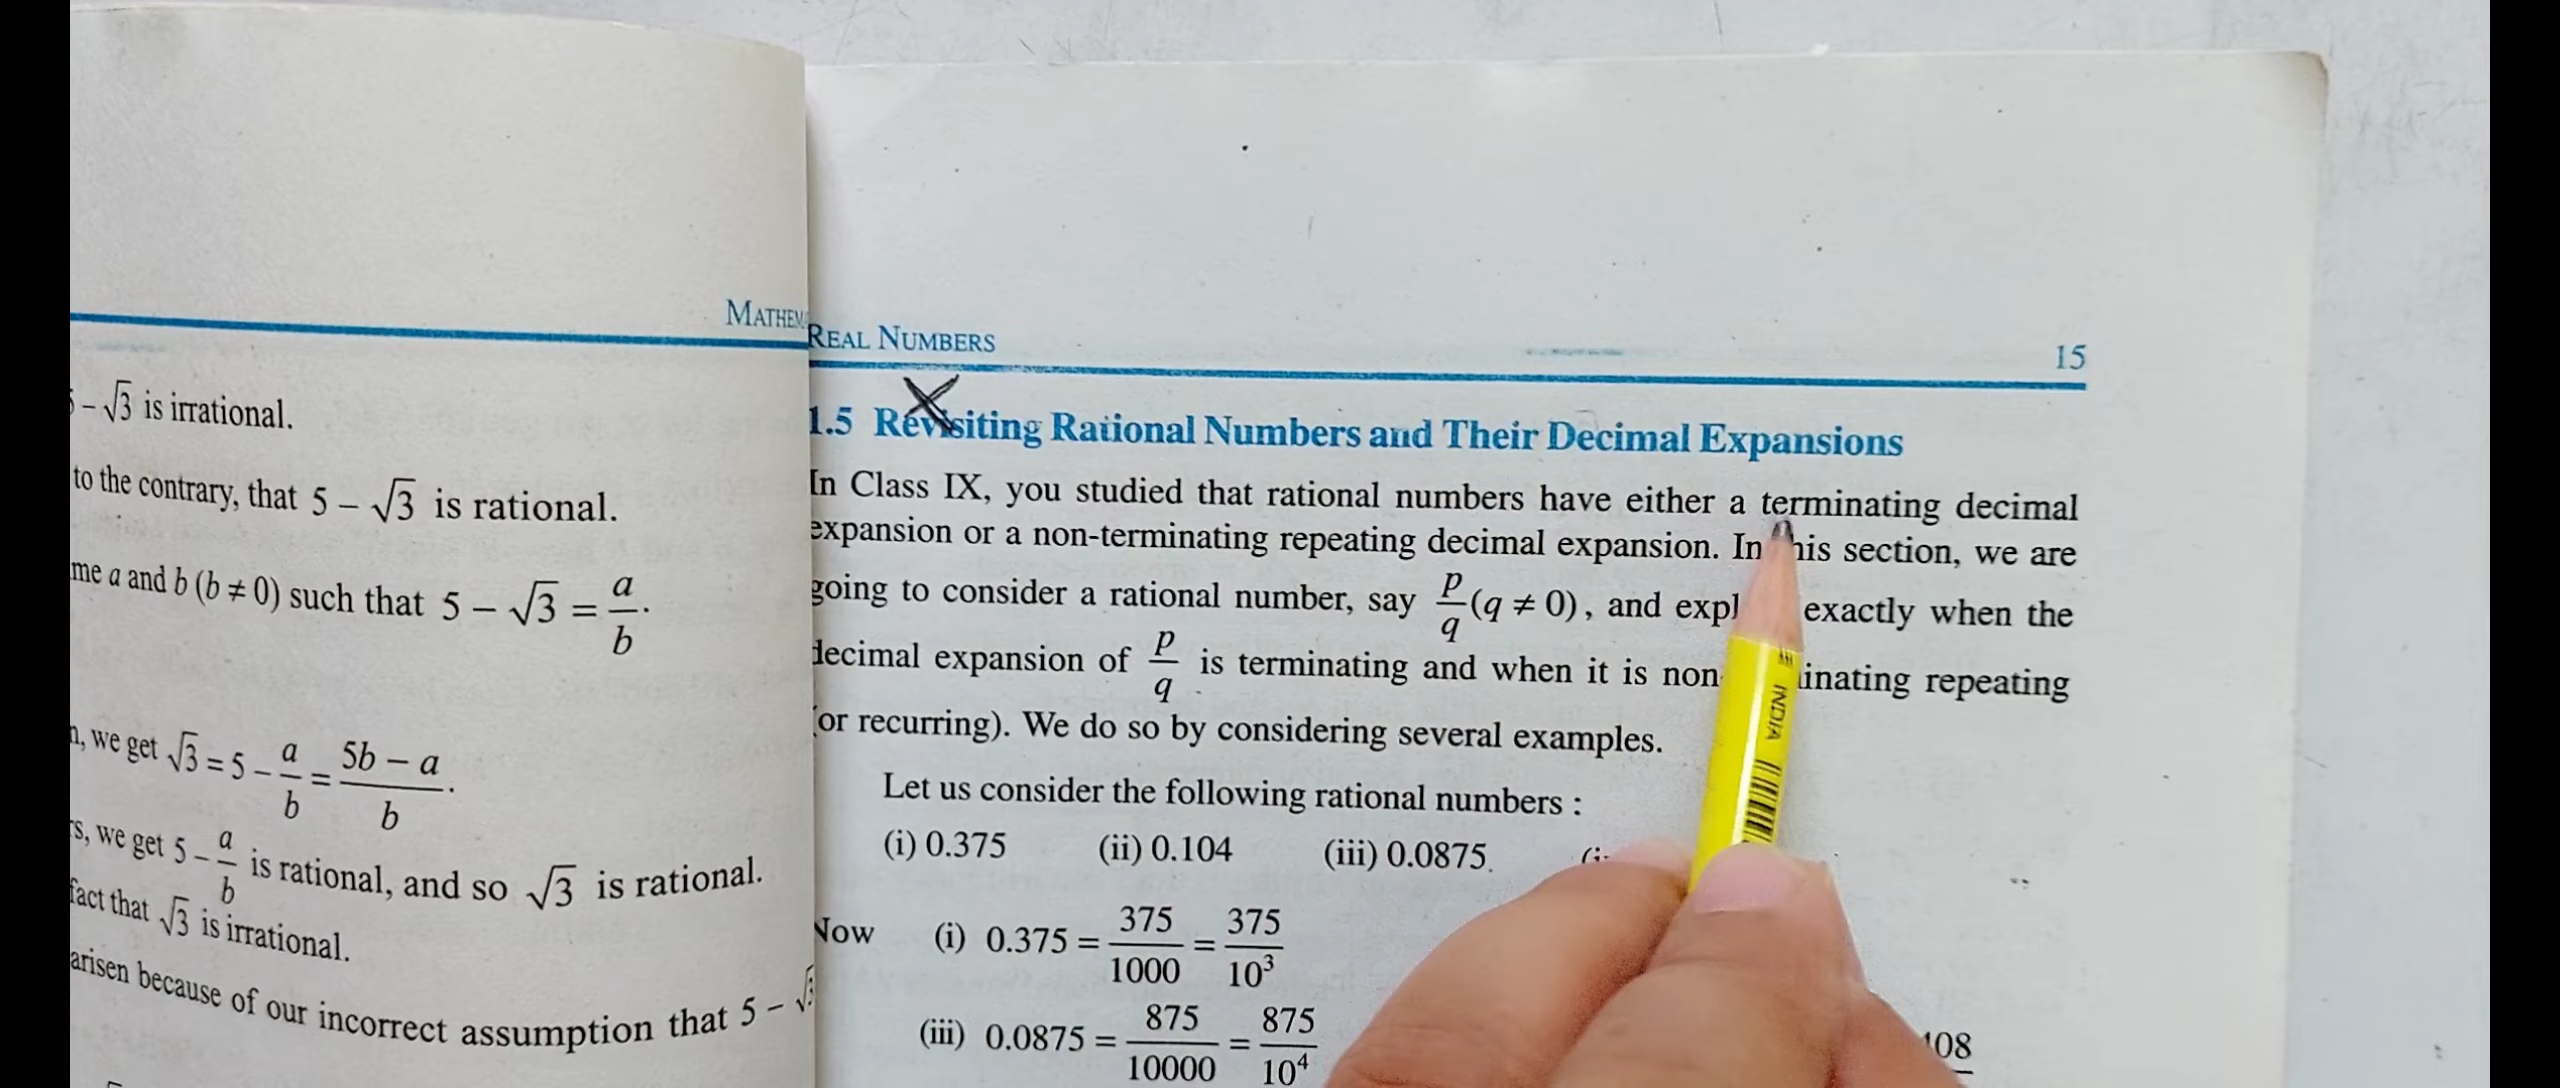 MATHEM
– √3 is irrational.
to the contrary, that 5 – √3 is rational.
me a and b (b ≠ 0) such that 5 – √3 = a/b.
, we get √3 = 5 – a/b = (5b – a)/b.
s, we get 5 – a/b is rational, and so √3 is rational.
fact that √3 is irrational.
arisen because of our incorrect assumption that 5 – √3
REAL NUMBERS 15
1.5 Revisiting Rational Numbers and Their Decimal Expansions
In Class IX, you studied that rational numbers have either a terminating decimal
expansion or a non-terminating repeating decimal expansion. In his section, we are
going to consider a rational number, say p/q (q ≠ 0), and expl exactly when the
decimal expansion of p/q is terminating and when it is non inating repeating
(or recurring). We do so by considering several examples.
Let us consider the following rational numbers :
(i) 0.375 (ii) 0.104 (iii) 0.0875
Now (i) 0.375 = 375/1000 = 375/10³
(iii) 0.0875 = 875/10000 = 875/10⁴ 108
INDIA